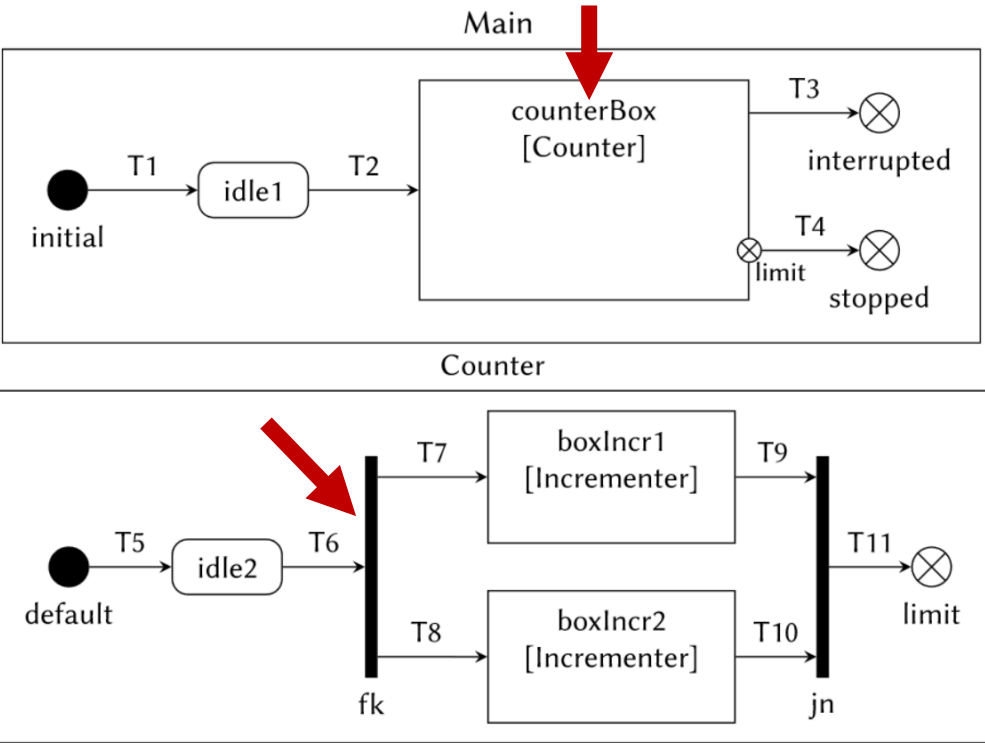 Main
counterBox
[Counter]
T1
T2
T3
T4
idle1
initial
interrupted
limit
stopped
Counter
boxIncr1
[Incrementer]
T7
T9
T5
T6
T11
idle2
default
limit
boxIncr2
[Incrementer]
T8
T10
fk
jn